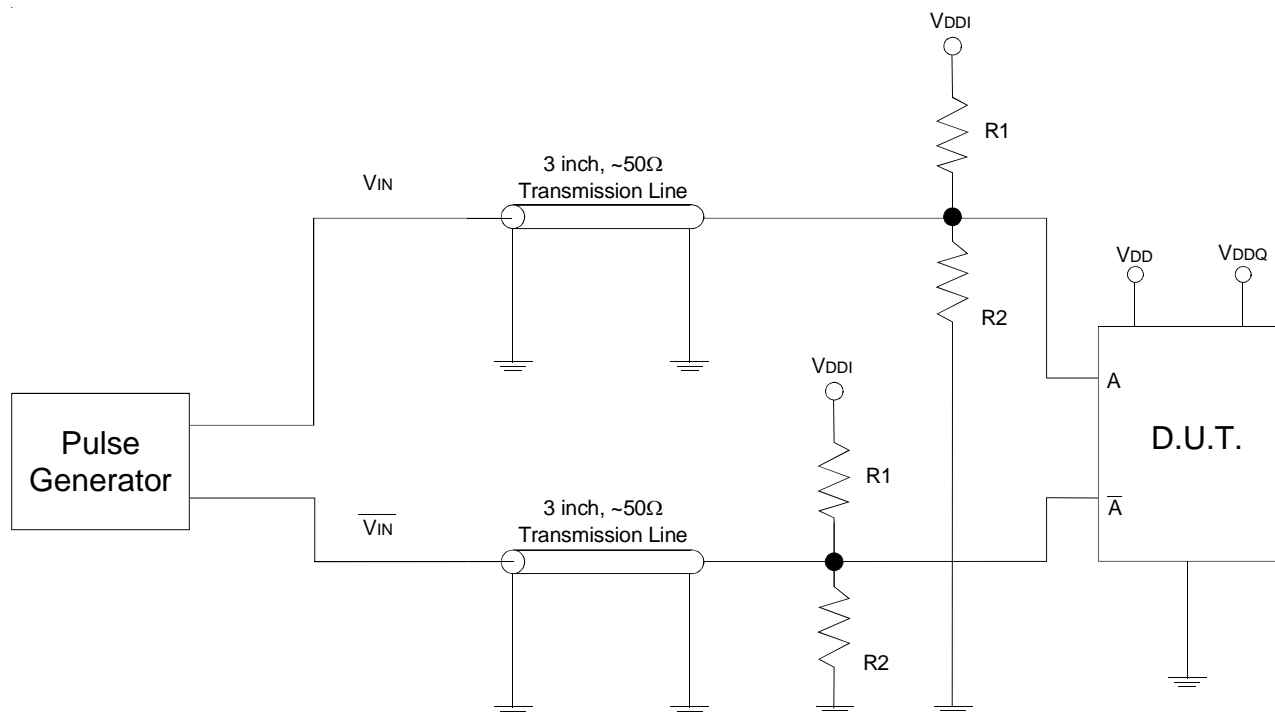 VDDI
R1
3 inch, ~50Ω
Transmission Line
VIN
R2
VDD
VDDQ
VDDI
A
D.U.T.
Pulse
Generator
R1
A̅
3 inch, ~50Ω
Transmission Line
V̅I̅N̅
R2